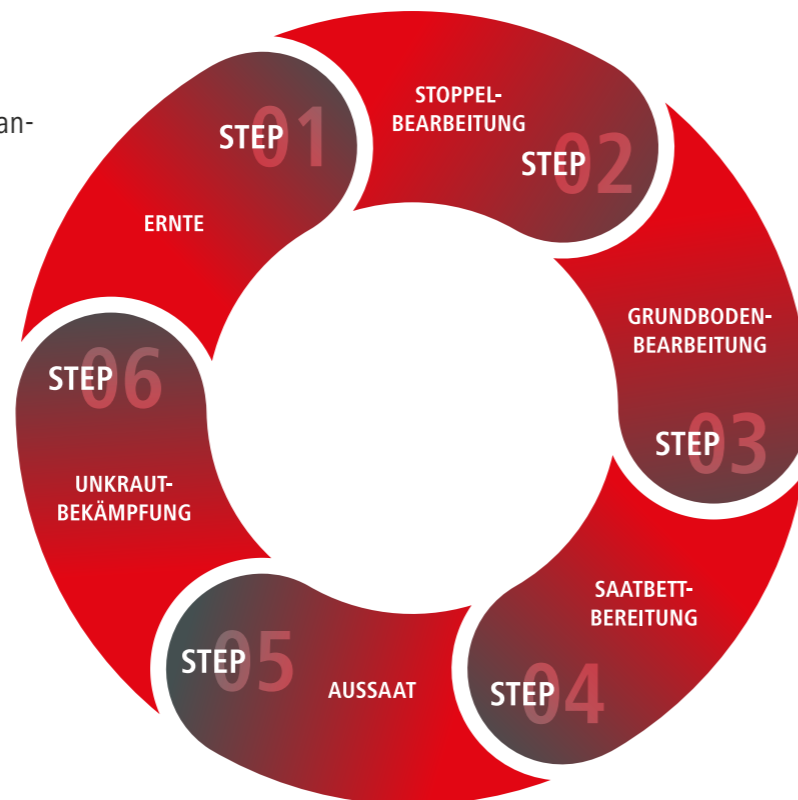 an-
STEP 01
ERNTE
STOPPEL-
BEARBEITUNG
STEP 02
GRUNDBODEN-
BEARBEITUNG
STEP 03
SAATBETT-
BEREITUNG
STEP 04
STEP 05
AUSSAAT
STEP 06
UNKRAUT-
BEKÄMPFUNG